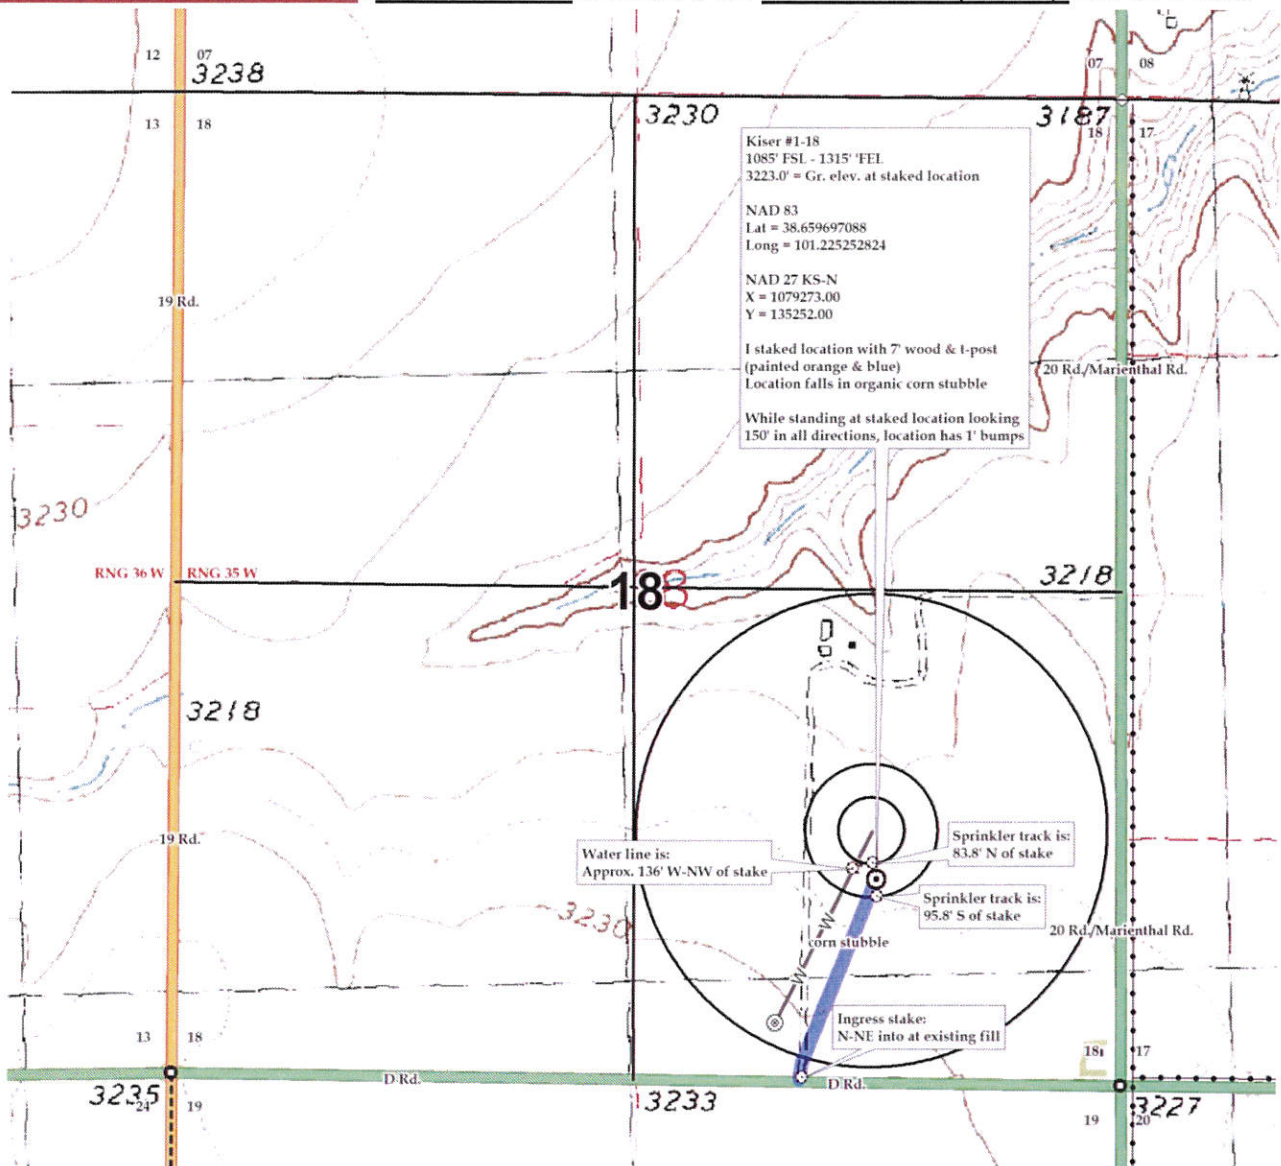 12 07
3238
13 18
3230
07 08
3187
18 17
Kiser #1-18
1085' FSL - 1315' 'FEL
3223.0' = Gr. elev. at staked location
NAD 83
Lat = 38.659697088
Long = 101.225252824
NAD 27 KS-N
X = 1079273.00
Y = 135252.00
I staked location with 7' wood & t-post
(painted orange & blue)
Location falls in organic corn stubble
While standing at staked location looking
150' in all directions, location has 1' bumps
19 Rd.
20 Rd./Marienthal Rd.
3230
RNG 36 W RNG 35 W
18
3218
3218
19 Rd.
Water line is:
Approx. 136' W-NW of stake
Sprinkler track is:
83.8' N of stake
Sprinkler track is:
95.8' S of stake
3230
W
corn stubble
20 Rd./Marienthal Rd.
W
Ingress stake:
N-NE into at existing fill
13 18
18 17
D Rd.
D Rd.
3235
24 19
3233
3227
19 20